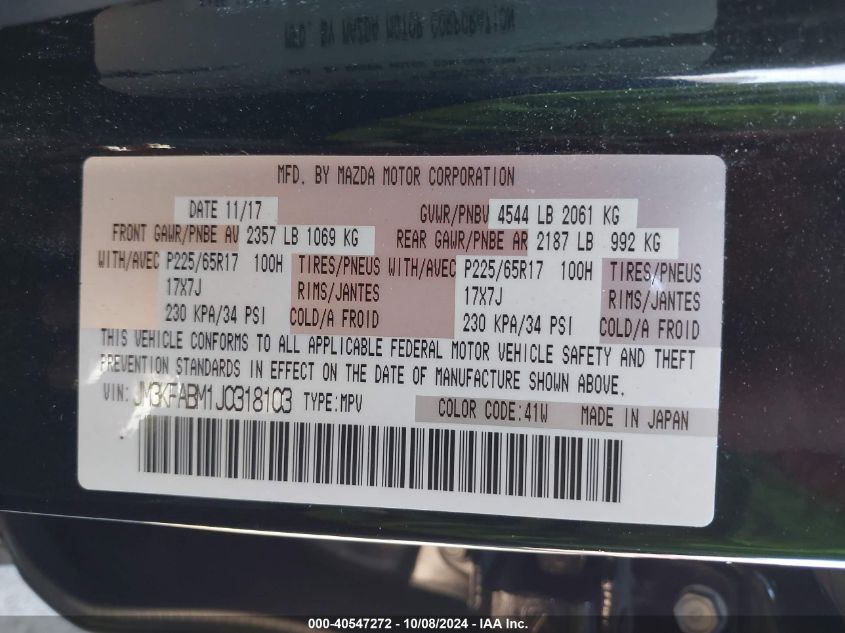 MFD. BY MAZDA MOTOR CORPORATION
DATE 11/17 GVWR/PNBV 4544 LB 2061 KG
FRONT GAWR/PNBE AV 2357 LB 1069 KG REAR GAWR/PNBE AR 2187 LB 992 KG
WITH/AVEC P225/65R17 100H TIRES/PNEUS WITH/AVEC P225/65R17 100H TIRES/PNEUS
17X7J RIMS/JANTES 17X7J RIMS/JANTES
230 KPA/34 PSI COLD/A FROID 230 KPA/34 PSI COLD/A FROID
THIS VEHICLE CONFORMS TO ALL APPLICABLE FEDERAL MOTOR VEHICLE SAFETY AND THEFT
PREVENTION STANDARDS IN EFFECT ON THE DATE OF MANUFACTURE SHOWN ABOVE.
VIN: JM3KFABM1J0318103 TYPE:MPV COLOR CODE:41W MADE IN JAPAN
000-40547272 - 10/08/2024 - IAA Inc.